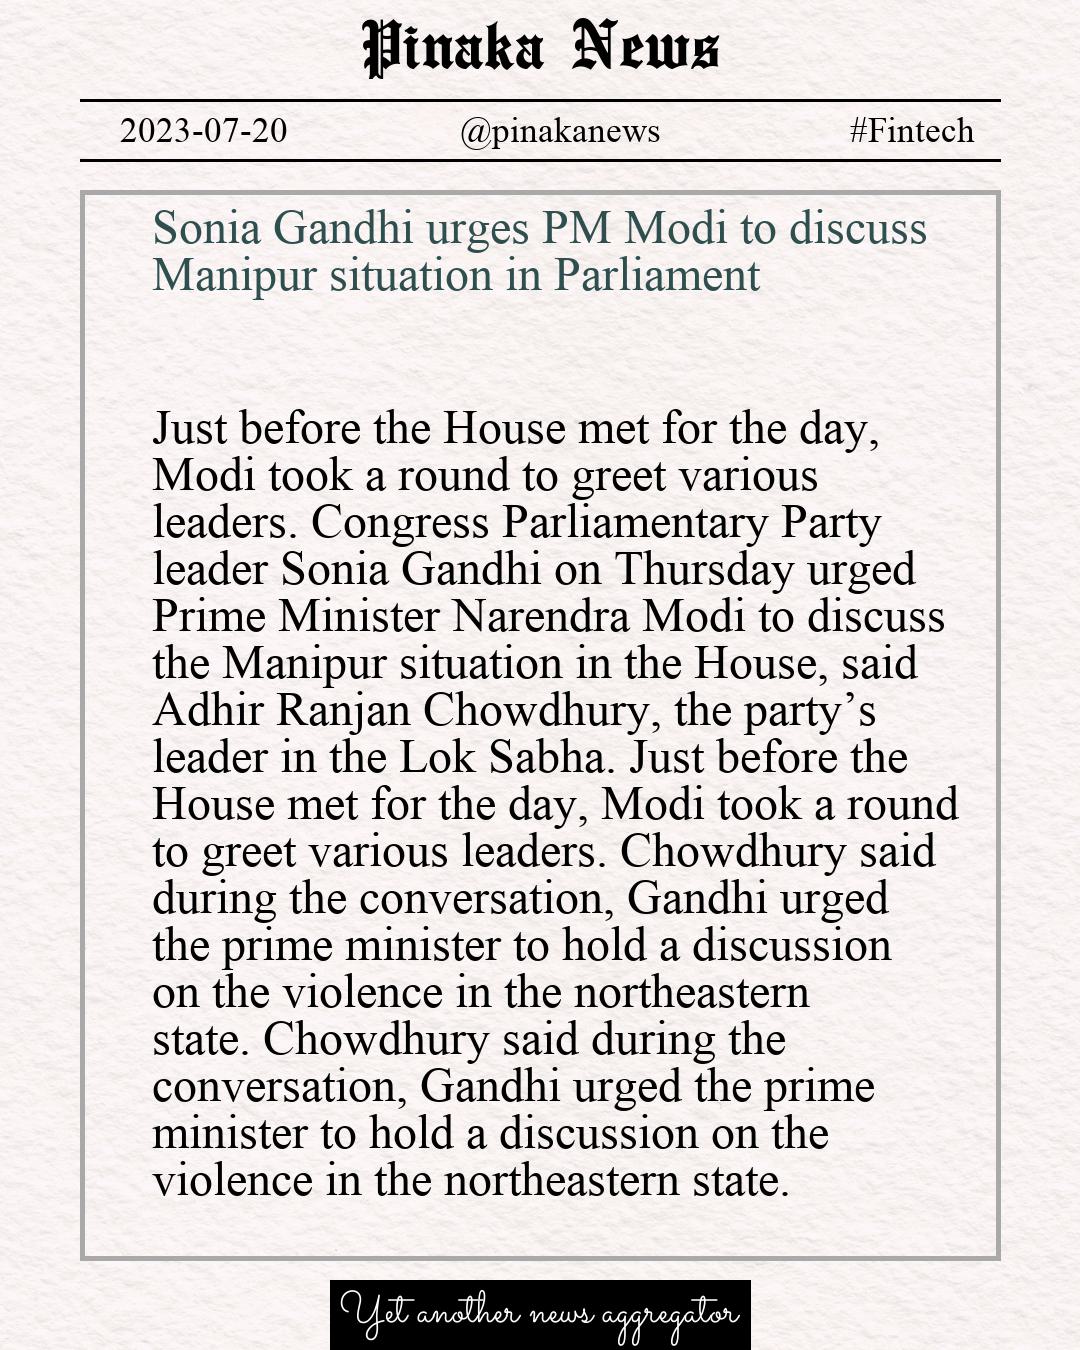 Pinaka News
2023-07-20 @pinakanews #Fintech
Sonia Gandhi urges PM Modi to discuss
Manipur situation in Parliament
Just before the House met for the day,
Modi took a round to greet various
leaders. Congress Parliamentary Party
leader Sonia Gandhi on Thursday urged
Prime Minister Narendra Modi to discuss
the Manipur situation in the House, said
Adhir Ranjan Chowdhury, the party’s
leader in the Lok Sabha. Just before the
House met for the day, Modi took a round
to greet various leaders. Chowdhury said
during the conversation, Gandhi urged
the prime minister to hold a discussion
on the violence in the northeastern
state. Chowdhury said during the
conversation, Gandhi urged the prime
minister to hold a discussion on the
violence in the northeastern state.
Yet another news aggregator